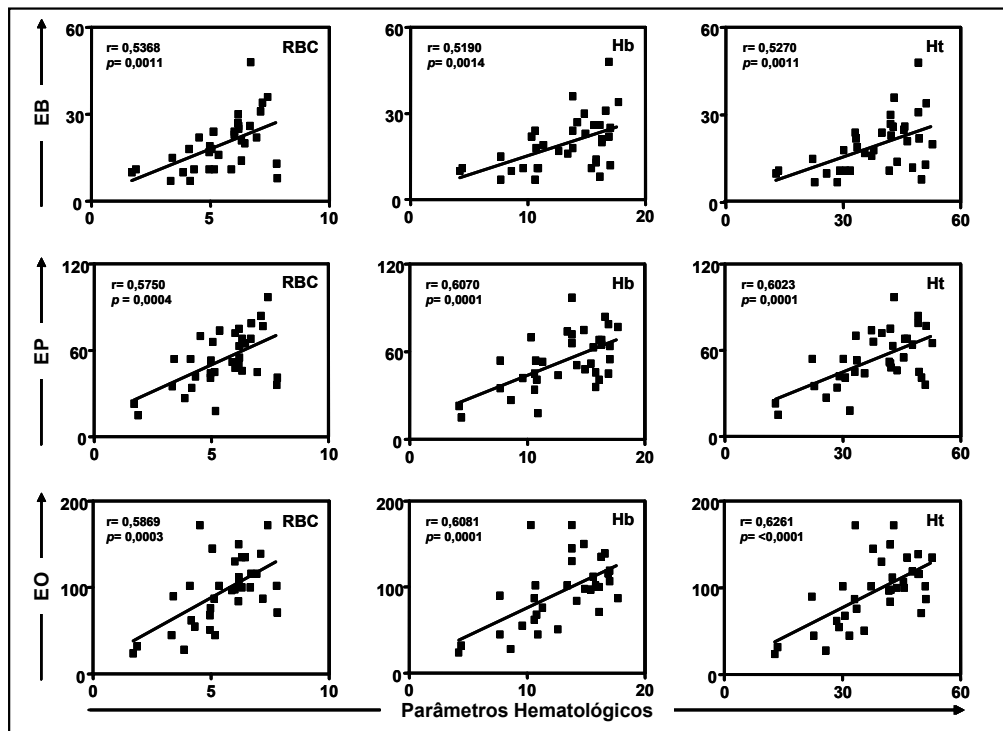 60
r= 0,5368
p= 0,0011
RBC
30
EB
0
0
5
10
60
r= 0,5190
p= 0,0014
Hb
30
0
0
10
20
60
r= 0,5270
p= 0,0011
Ht
30
0
0
30
60
120
r= 0,5750
p = 0,0004
RBC
60
EP
0
0
5
10
120
r= 0,6070
p= 0,0001
Hb
60
0
0
10
20
120
r= 0,6023
p= 0,0001
Ht
60
0
0
30
60
200
r= 0,5869
p= 0,0003
RBC
100
EO
0
0
5
10
200
r= 0,6081
p= 0,0001
Hb
100
0
0
10
20
200
r= 0,6261
p= <0,0001
Ht
100
0
0
30
60
Parâmetros Hematológicos